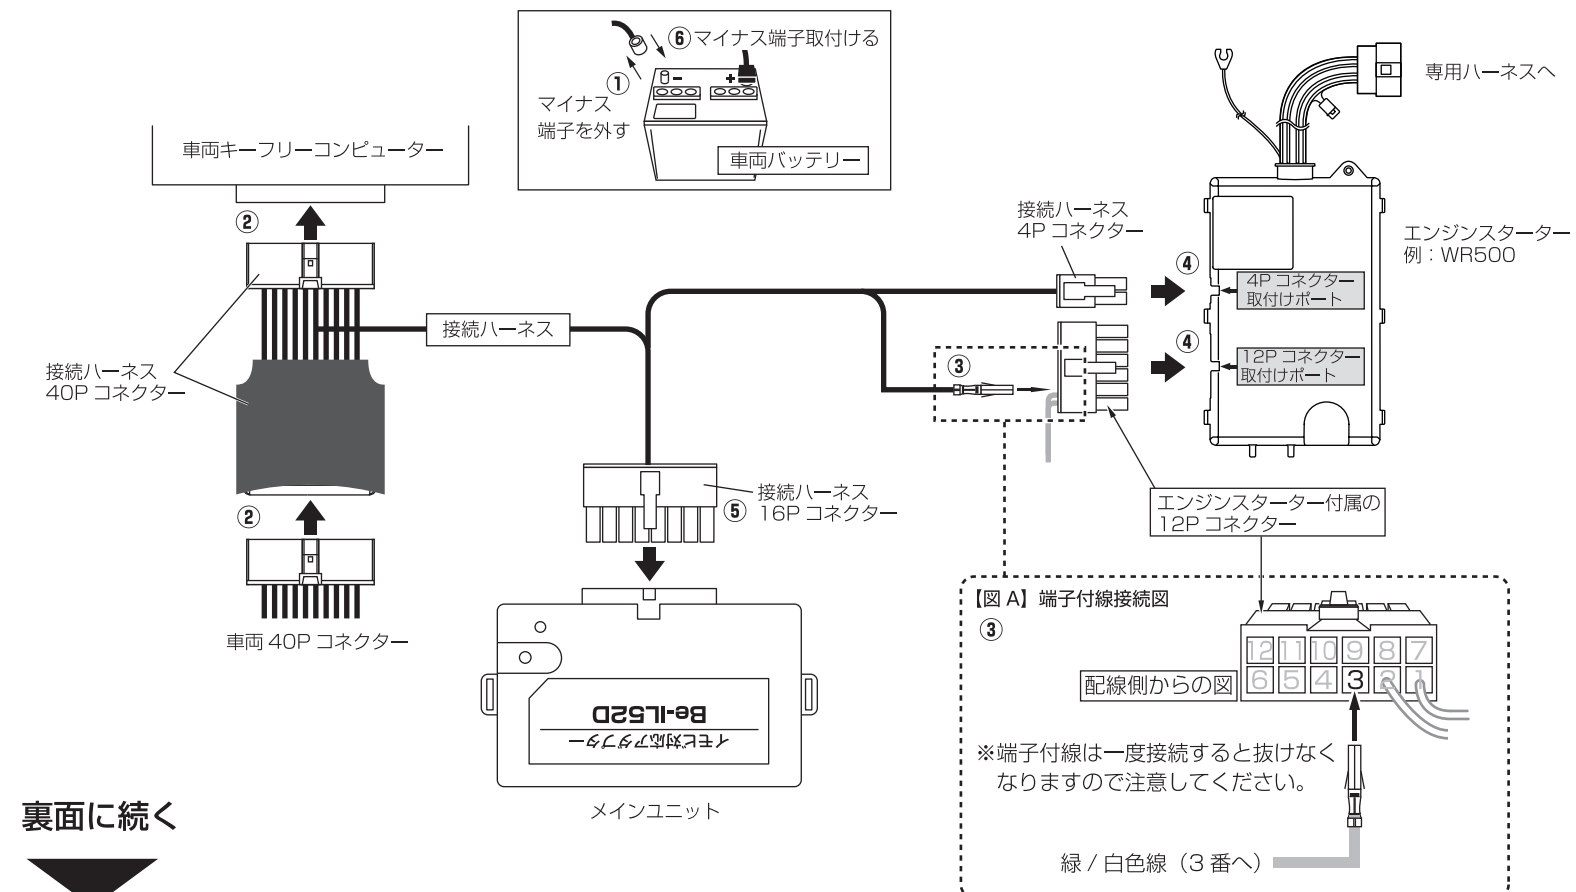 ⑥マイナス端子取付ける
①
マイナス
端子を外す
+
-
車両バッテリー
専用ハーネスへ
車両キーフリーコンピューター
②
接続ハーネス
40P コネクター
②
車両 40P コネクター
接続ハーネス
接続ハーネス
4P コネクター
④
④
エンジンスターター
例：WR500
4P コネクター
取付けポート
12P コネクター
取付けポート
③
⑤
接続ハーネス
16P コネクター
エンジンスターター付属の
12P コネクター
Be-IL52D
イモビ対応アダプター
メインユニット
【図 A】端子付線接続図
③
12 11 10 9 8 7
6 5 4 3 2 1
配線側からの図
※端子付線は一度接続すると抜けなく
なりますので注意してください。
緑 / 白色線（3 番へ）
裏面に続く